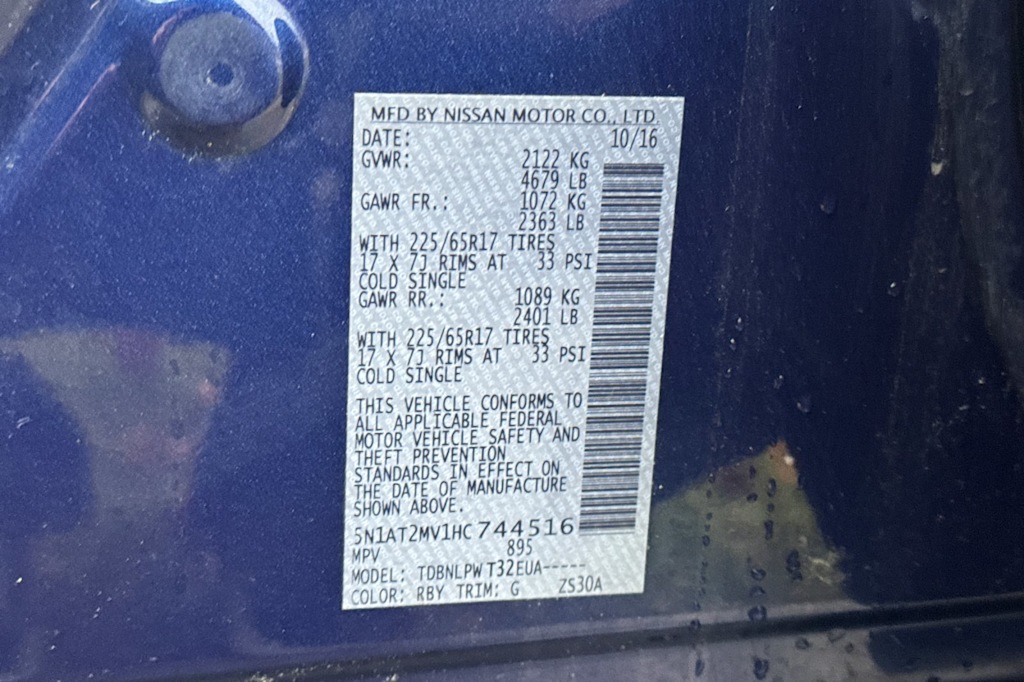 MFD BY NISSAN MOTOR CO., LTD.
DATE: 10/16
GVWR: 2122 KG
4679 LB
GAWR FR.: 1072 KG
2363 LB
WITH 225/65R17 TIRES
17 X 7J RIMS AT 33 PSI
COLD SINGLE
GAWR RR.: 1089 KG
2401 LB
WITH 225/65R17 TIRES
17 X 7J RIMS AT 33 PSI
COLD SINGLE
THIS VEHICLE CONFORMS TO
ALL APPLICABLE FEDERAL
MOTOR VEHICLE SAFETY AND
THEFT PREVENTION
STANDARDS IN EFFECT ON
THE DATE OF MANUFACTURE
SHOWN ABOVE.
5N1AT2MV1HC744516
MPV 895
MODEL: TDBNLPW T32EUA-----
COLOR: RBY TRIM: G ZS30A